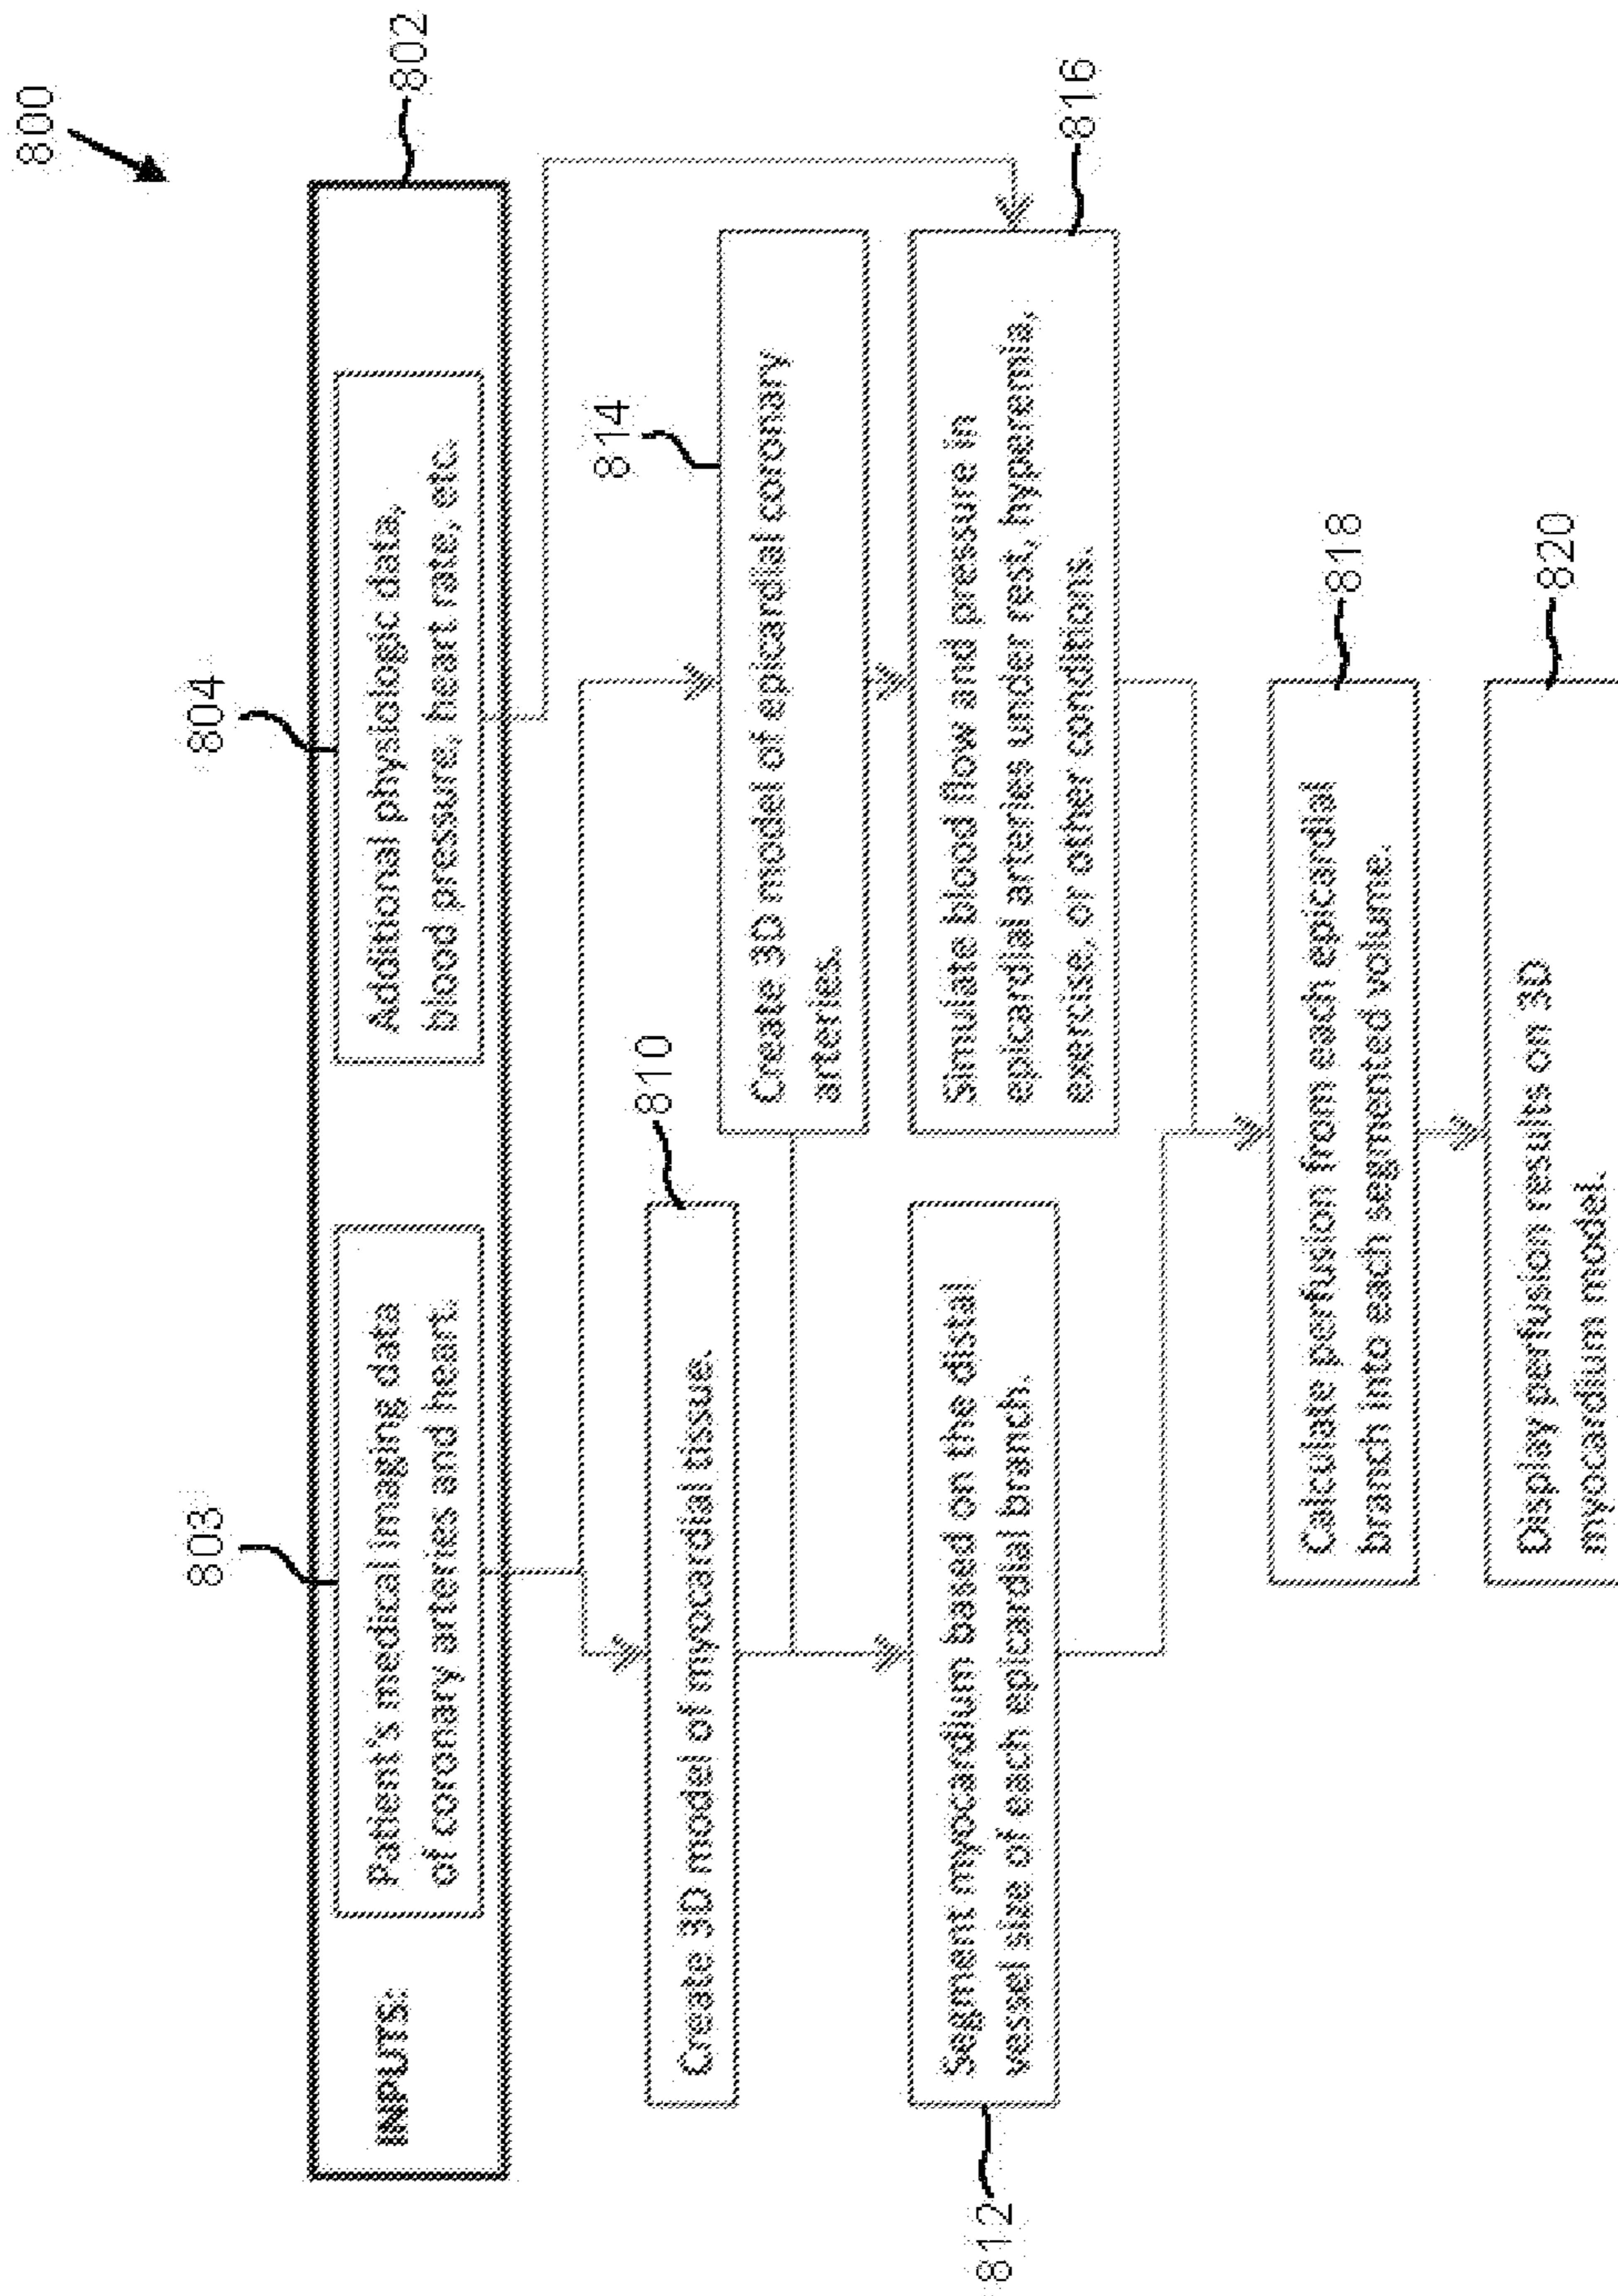 800
802
803
804
INPUTS:
Patient's medical imaging data
of coronary arteries and heart.
Additional physiologic data,
blood pressure, heart rate, etc.
810
Create 3D model of myocardial tissue.
814
Create 3D model of epicardial coronary
arteries.
812
Segment myocardium based on the distal
vessel size of each epicardial branch.
816
Simulate blood flow and pressure in
epicardial arteries under rest, hyperemia,
exercise, or other conditions.
818
Calculate perfusion from each epicardial
branch into each segmented volume.
820
Display perfusion results on 3D
myocardium model.